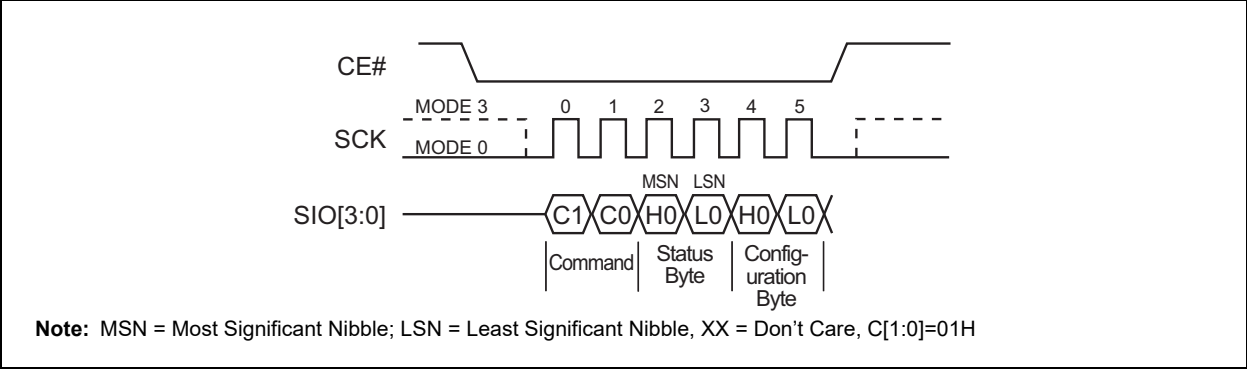 CE#
MODE 3
0 1 2 3 4 5
SCK
MODE 0
MSN LSN
SIO[3:0]
C1 C0 H0 L0 H0 L0
Command
Status
Byte
Config-
uration
Byte
Note: MSN = Most Significant Nibble; LSN = Least Significant Nibble, XX = Don’t Care, C[1:0]=01H